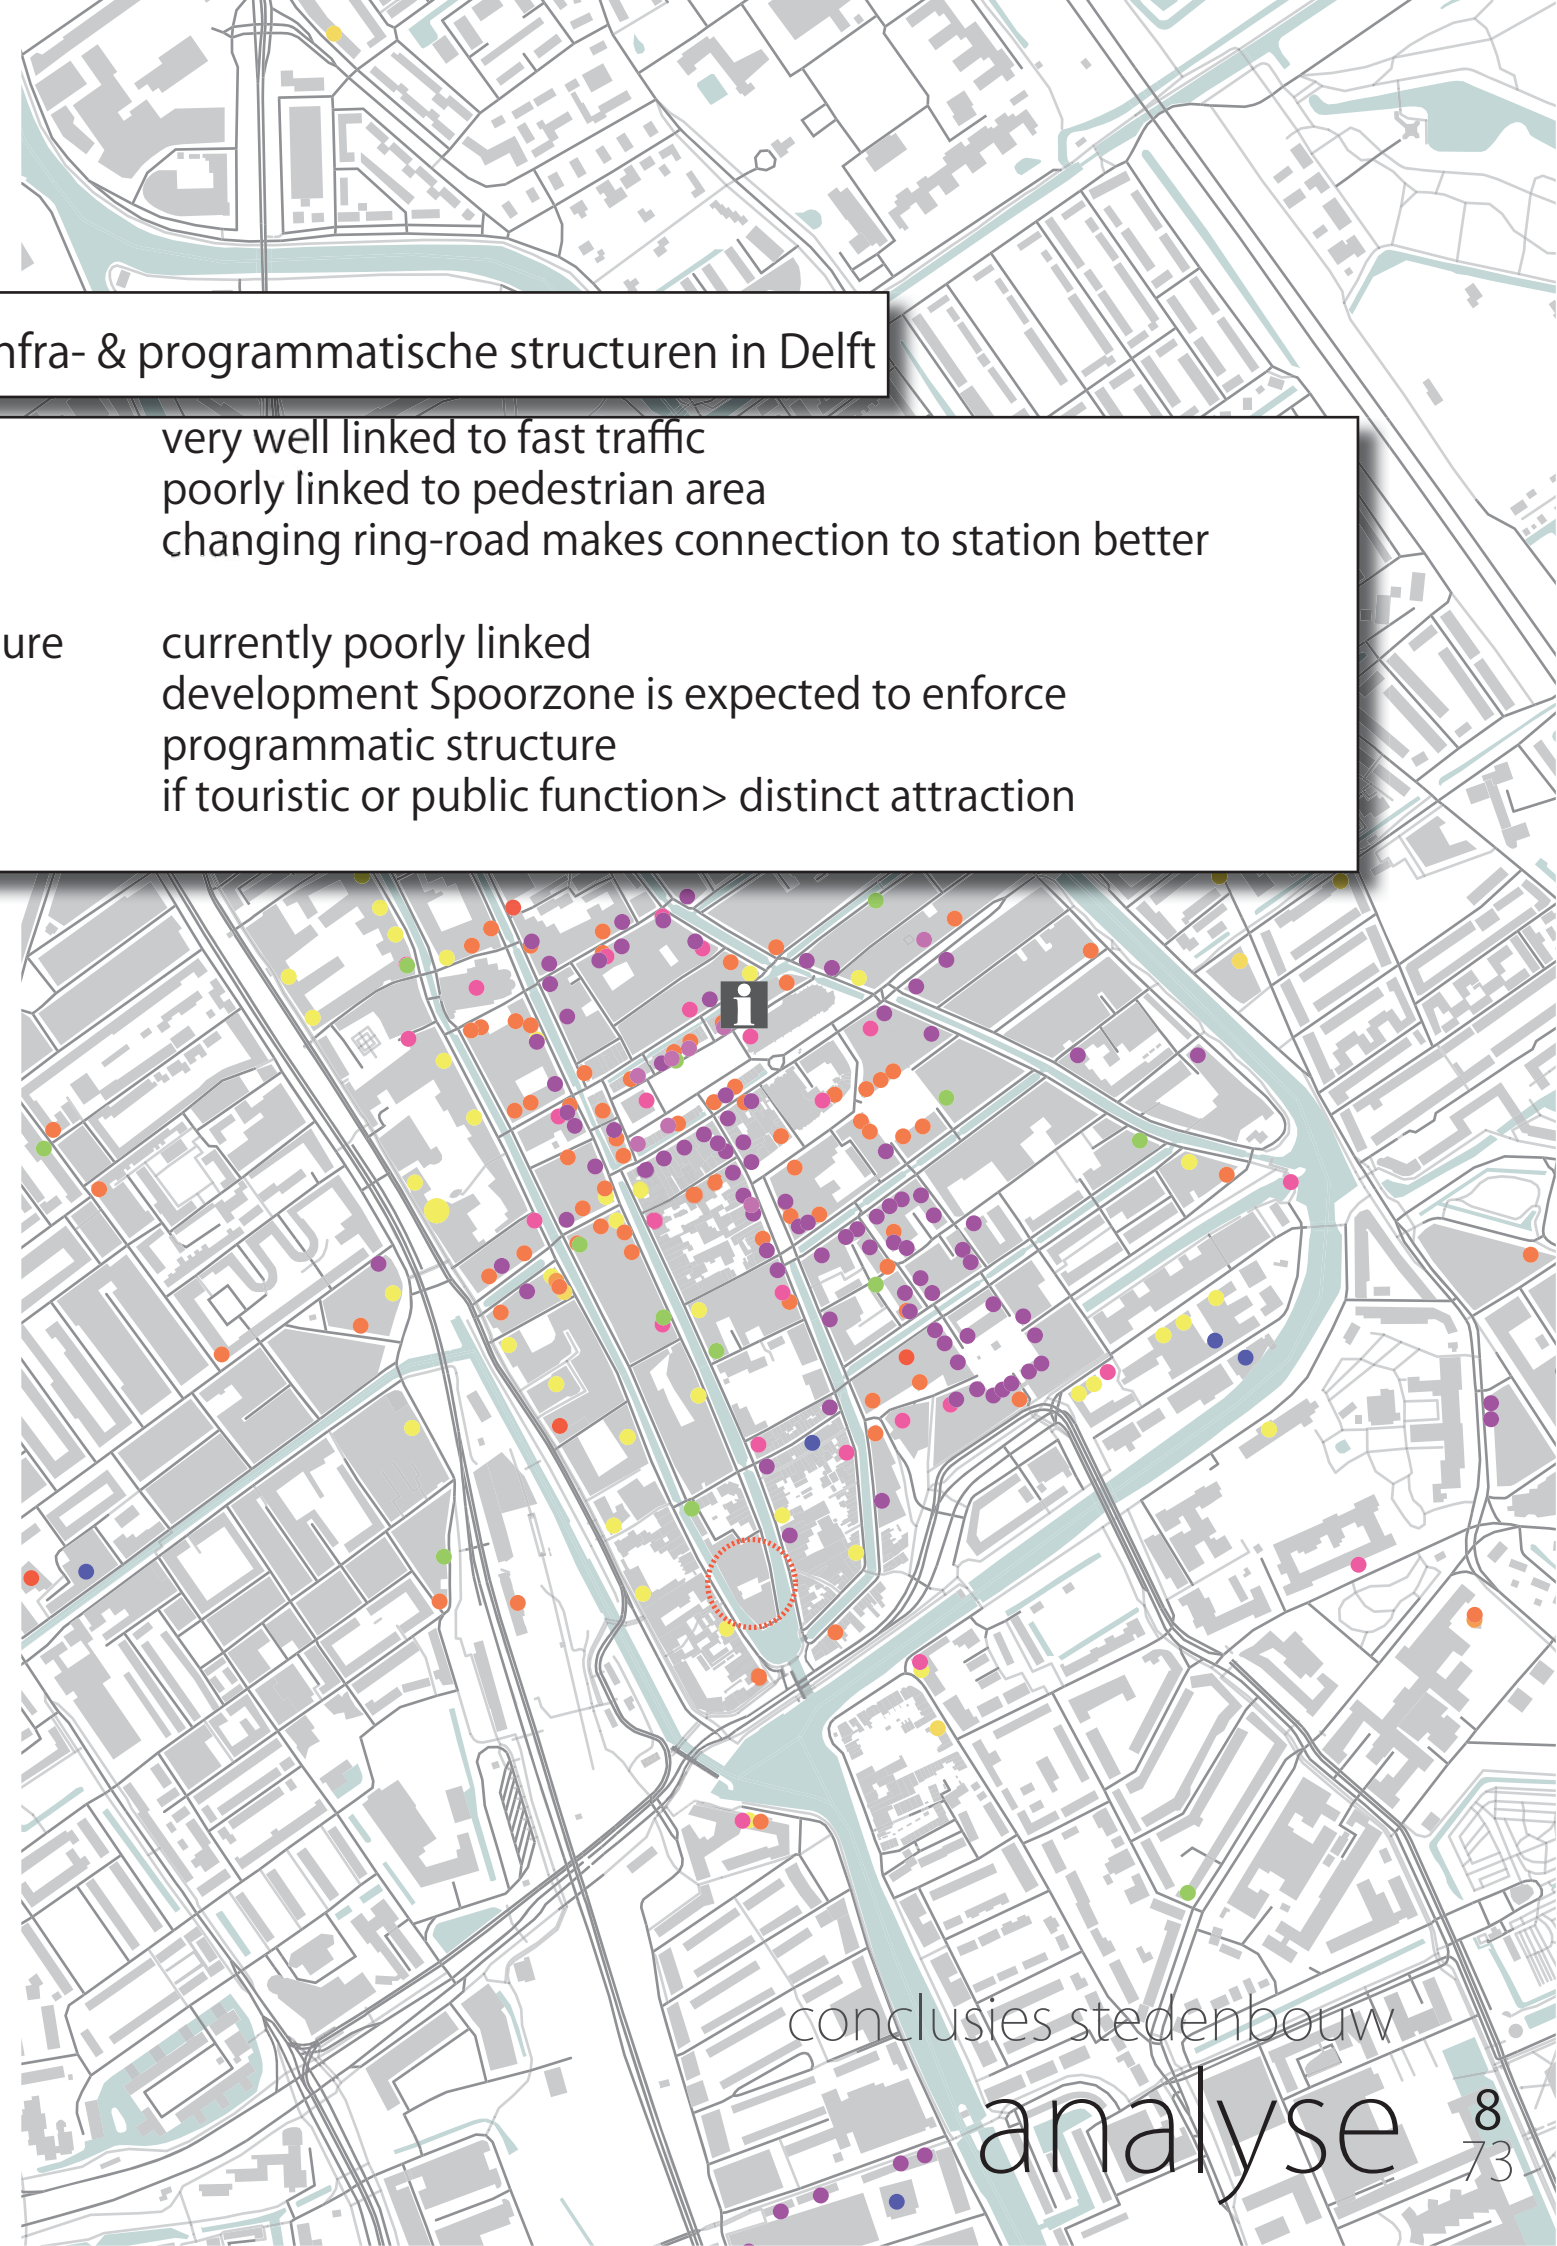 nfra- & programmatische structuren in Delft
very well linked to fast traffic
poorly linked to pedestrian area
changing ring-road makes connection to station better
ure currently poorly linked
development Spoorzone is expected to enforce
programmatic structure
if touristic or public function> distinct attraction
i
conclusies stedenbouw
analyse
8
73